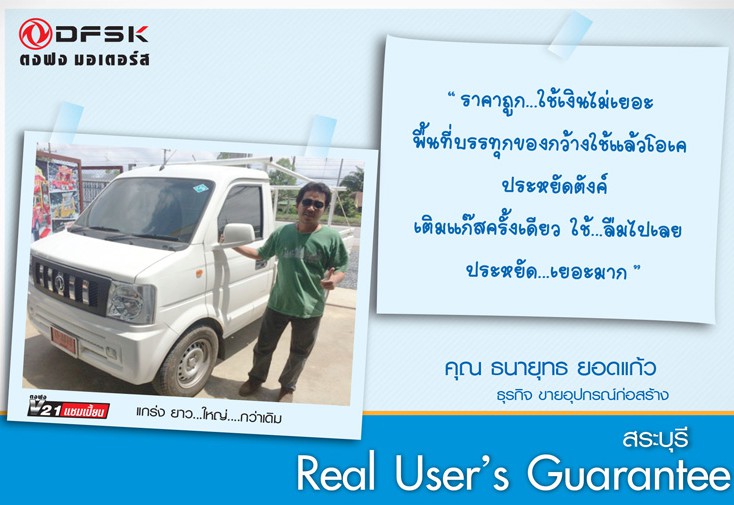 DFSK
ตงฟง มอเตอร์ส
“ ราคาถูก...ใช้เงินไม่เยอะ
พื้นที่บรรทุกของกว้างใช้แล้วโอเค
ประหยัดตังค์
เติมแก๊สครั้งเดียว ใช้...ลืมไปเลย
ประหยัด...เยอะมาก ”
คุณ ธนายุทธ ยอดแก้ว
ธุรกิจ ขายอุปกรณ์ก่อสร้าง
ตงฟง
V21 แชมเปี้ยน
แกร่ง ยาว...ใหญ่....กว่าเดิม
สระบุรี
Real User’s Guarantee